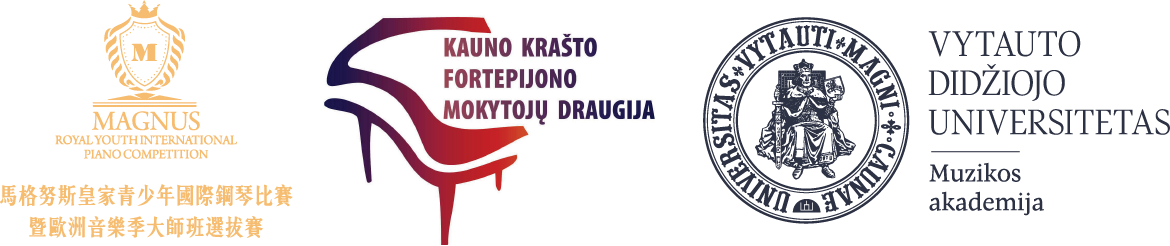 M
MAGNUS
ROYAL YOUTH INTERNATIONAL
PIANO COMPETITION
馬格努斯皇家青少年國際鋼琴比賽
暨歐洲音樂季大師班選拔賽
KAUNO KRAŠTO
FORTEPIJONO
MOKYTOJŲ DRAUGIJA
UNIVERSITAS VYTAUTI MAGNI CAUNAE
VYTAUTO
DIDŽIOJO
UNIVERSITETAS
Muzikos
akademija